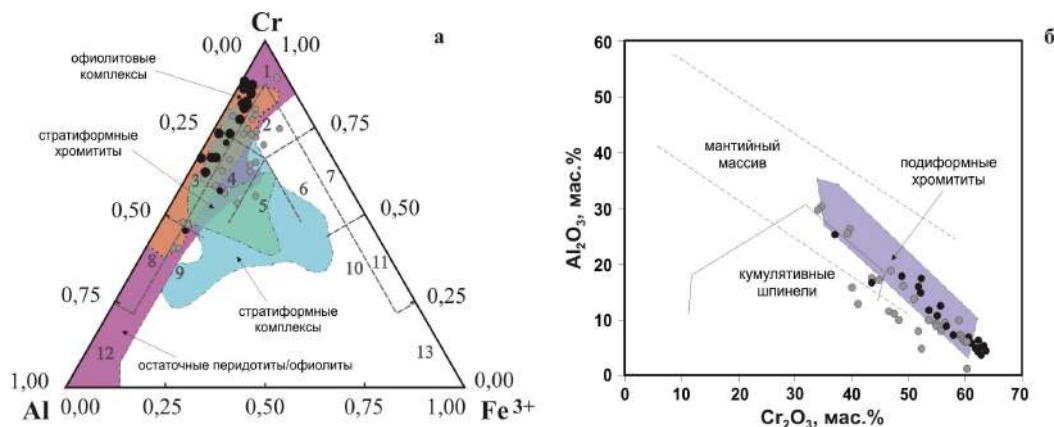 Cr
а
0,00
1,00
офиолитовые
комплексы
1
0,25
2
0,75
стратиформные
хромититы
3
4
7
6
0,50
5
0,50
8
9
10
11
0,75
0,25
стратиформные
комплексы
12
остаточные перидотиты/офиолиты
13
1,00
0,00
Al
0,00
0,25
0,50
0,75
1,00
Fe3+
б
60
50
40
30
20
10
0
Al2O3, мас.%
мантийный
массив
подиформные
хромититы
кумулятивные
шпинели
0
10
20
30
40
50
60
70
Cr2O3, мас.%